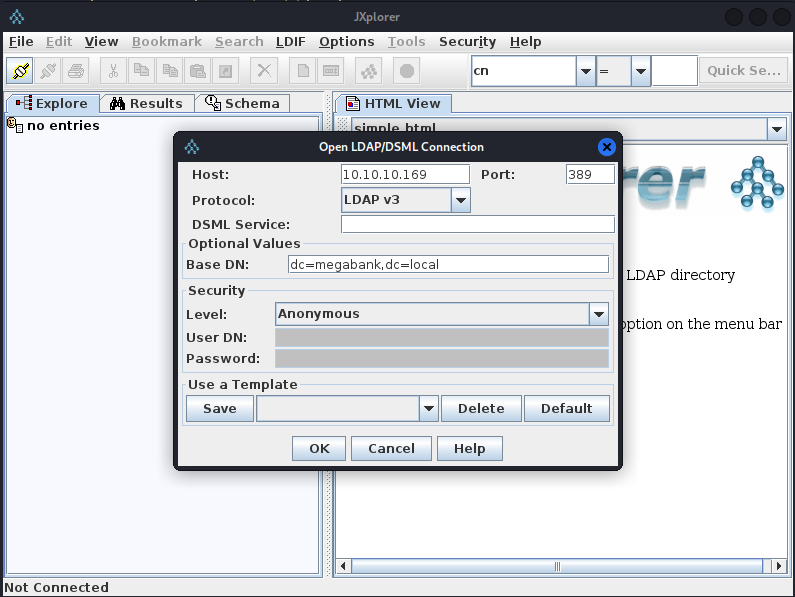 JXplorer
File Edit View Bookmark Search LDIF Options Tools Security Help
cn = Quick Se...
Explore Results Schema HTML View
no entries
simple html
Open LDAP/DSML Connection
Host: 10.10.10.169 Port: 389
Protocol: LDAP v3
DSML Service:
Optional Values
Base DN: dc=megabank,dc=local
Security
Level: Anonymous
User DN:
Password:
Use a Template
Save Delete Default
OK Cancel Help
rer
LDAP directory
option on the menu bar
Not Connected